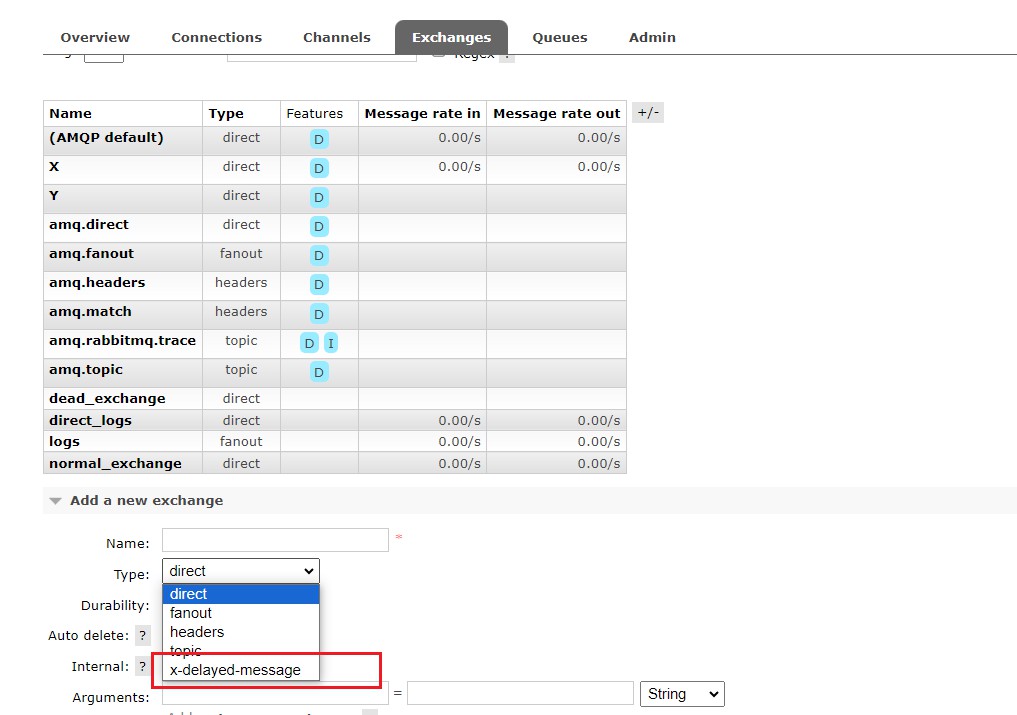 Overview Connections Channels Exchanges Queues Admin
Regex ?
Name Type Features Message rate in Message rate out +/-
(AMQP default) direct D 0.00/s 0.00/s
X direct D 0.00/s 0.00/s
Y direct D
amq.direct direct D
amq.fanout fanout D
amq.headers headers D
amq.match headers D
amq.rabbitmq.trace topic D I
amq.topic topic D
dead_exchange direct
direct_logs direct 0.00/s 0.00/s
logs fanout 0.00/s 0.00/s
normal_exchange direct 0.00/s 0.00/s
Add a new exchange
Name: *
Type: direct
direct
Durability:
fanout
headers
Auto delete: ?
topic
Internal: ?
x-delayed-message
Arguments: = String